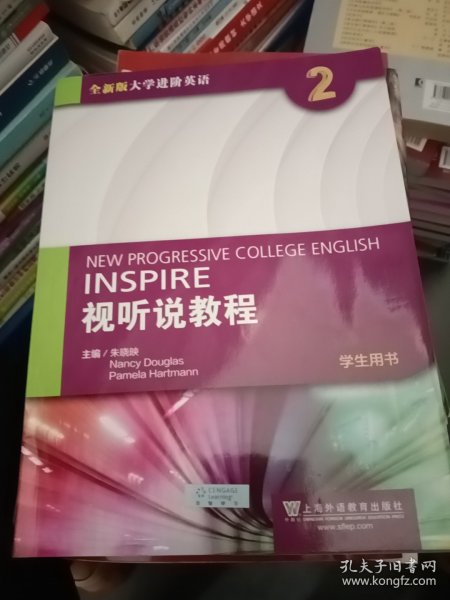 全新版大学进阶英语
2
NEW PROGRESSIVE COLLEGE ENGLISH
INSPIRE
视听说教程
主编/朱晓映
Nancy Douglas
Pamela Hartmann
学生用书
CENGAGE
Learning
上海外语教育出版社
www.sflep.com
孔夫子旧书网
www.kongfz.com